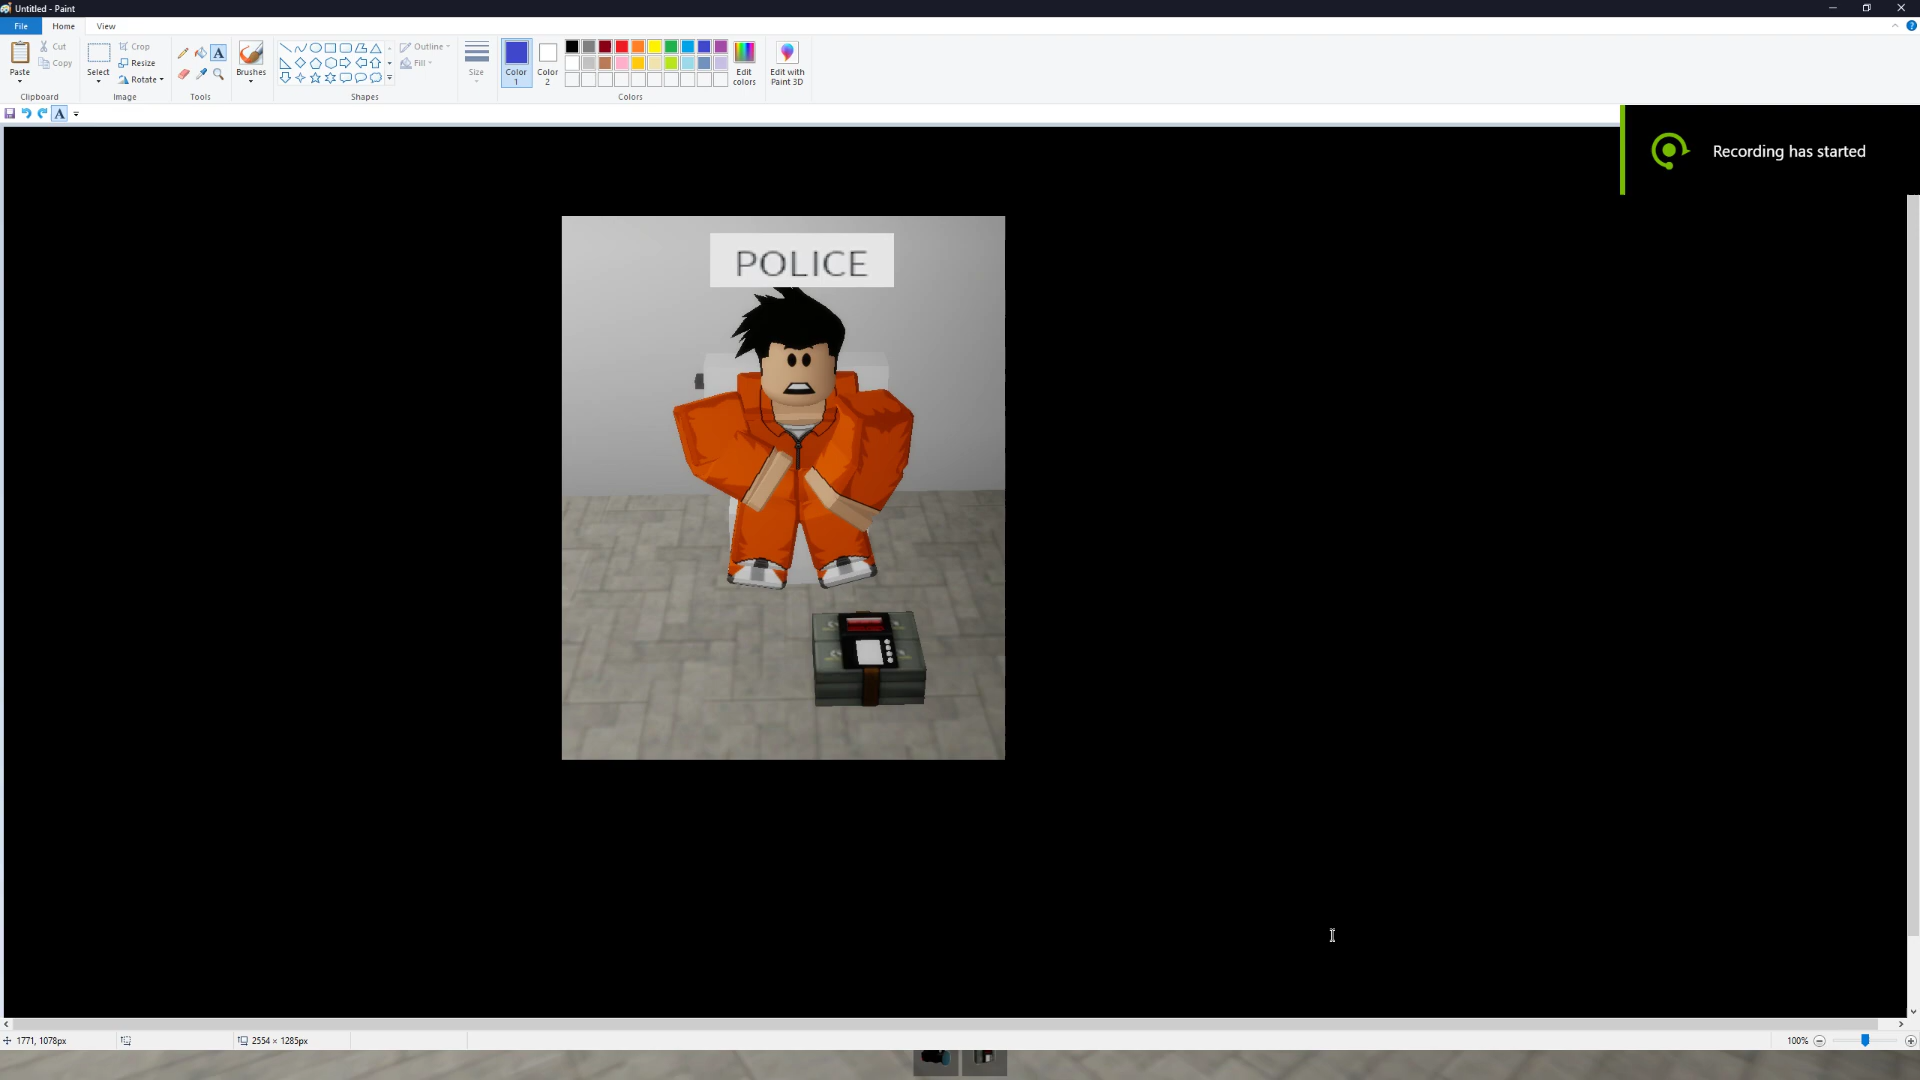 Untitled - Paint
File Home View
Paste
Cut
Copy
Clipboard
Select
Crop
Resize
Rotate
Image
Tools
Brushes
Shapes
Outline
Fill
Size
Color
1
Color
2
Edit
colors
Colors
Edit with
Paint 3D
Recording has started
POLICE
1771, 1078px
2554 × 1285px
100%